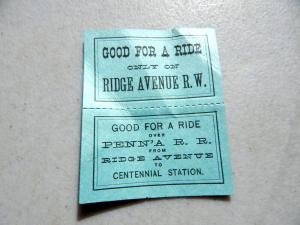 GOOD FOR A RIDE
ONLY ON
RIDGE AVENUE R.W.
GOOD FOR A RIDE
OVER
PENN'A R. R.
FROM
RIDGE AVENUE
TO
CENTENNIAL STATION.